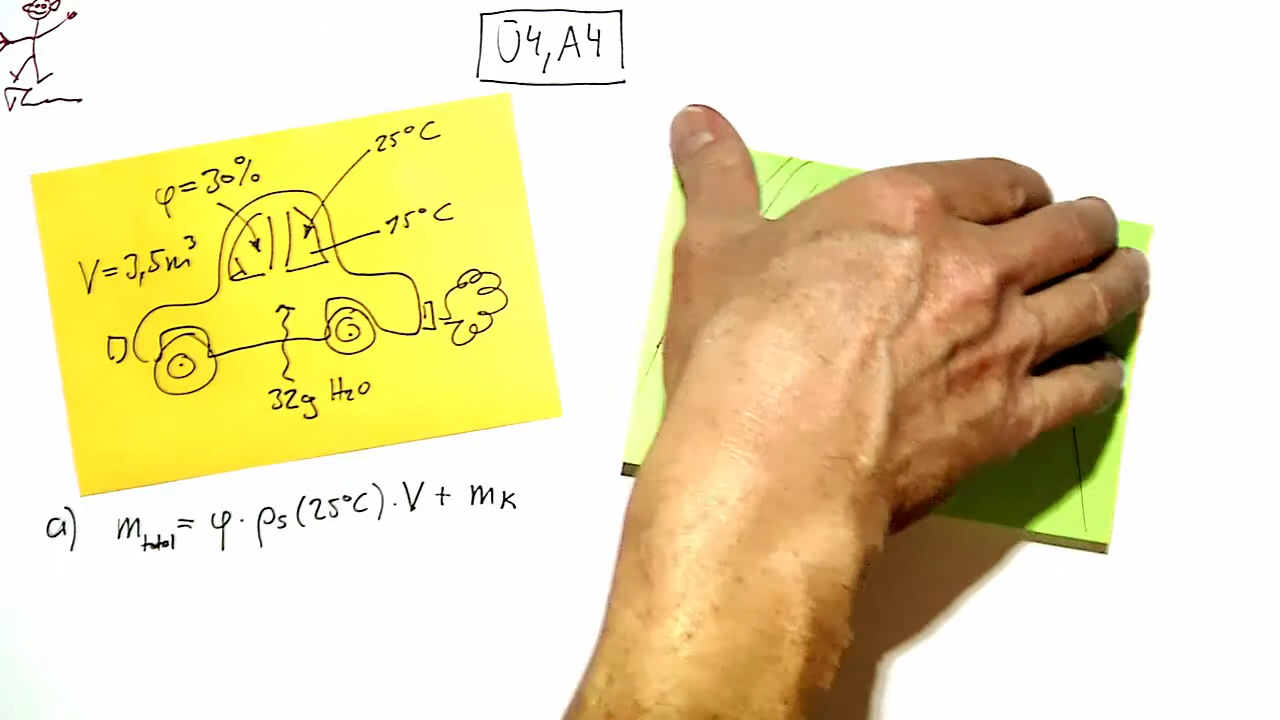 Ü4, A4
φ=30%
25°C
V=3,5m³
15°C
32g H2O
a) m_total = φ · ρs (25°C) · V + mK